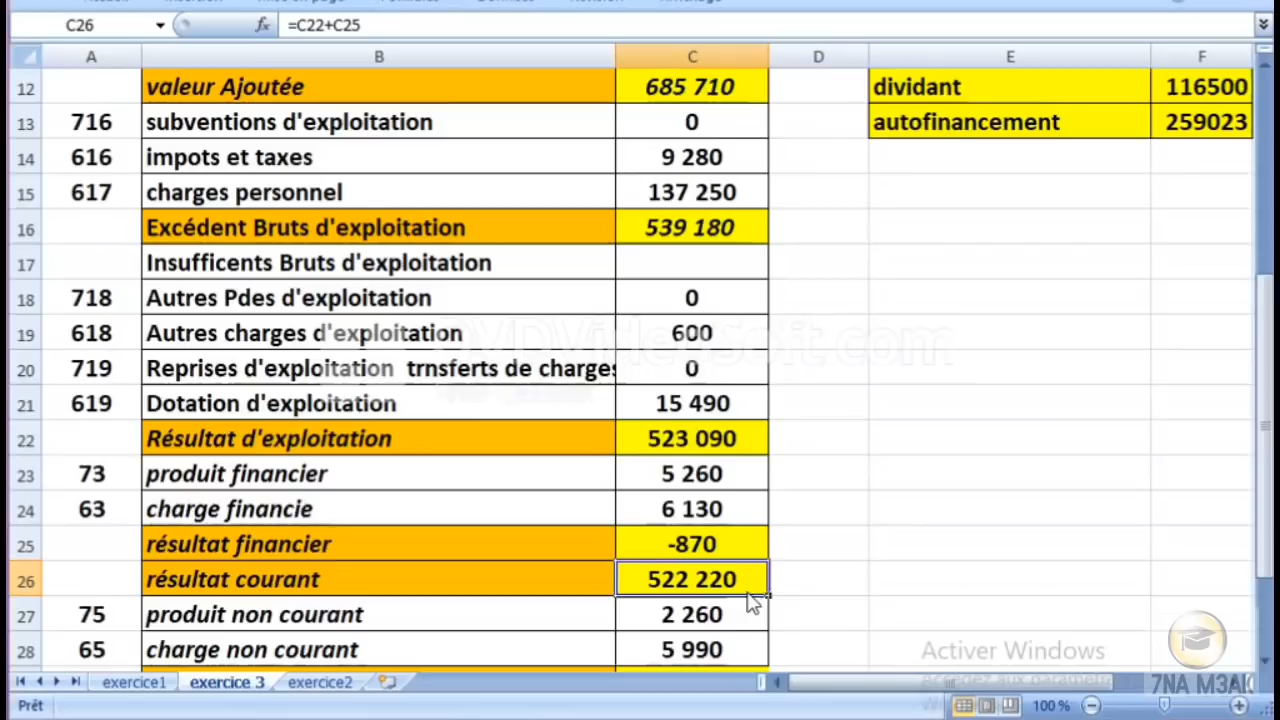 C26 fx =C22+C25
A B C D E F
12 valeur Ajoutée 685 710 dividant 116500
13 716 subventions d'exploitation 0 autofinancement 259023
14 616 impots et taxes 9 280
15 617 charges personnel 137 250
16 Excédent Bruts d'exploitation 539 180
17 Insufficents Bruts d'exploitation
18 718 Autres Pdes d'exploitation 0
19 618 Autres charges d'exploitation 600
20 719 Reprises d'exploitation trnsferts de charges 0
21 619 Dotation d'exploitation 15 490
22 Résultat d'exploitation 523 090
23 73 produit financier 5 260
24 63 charge financie 6 130
25 résultat financier -870
26 résultat courant 522 220
27 75 produit non courant 2 260
28 65 charge non courant 5 990
DVDVideoSoft.com
Activer Windows
exercice1 exercice 3 exercice2
7NA M3AK
Prêt 100 %